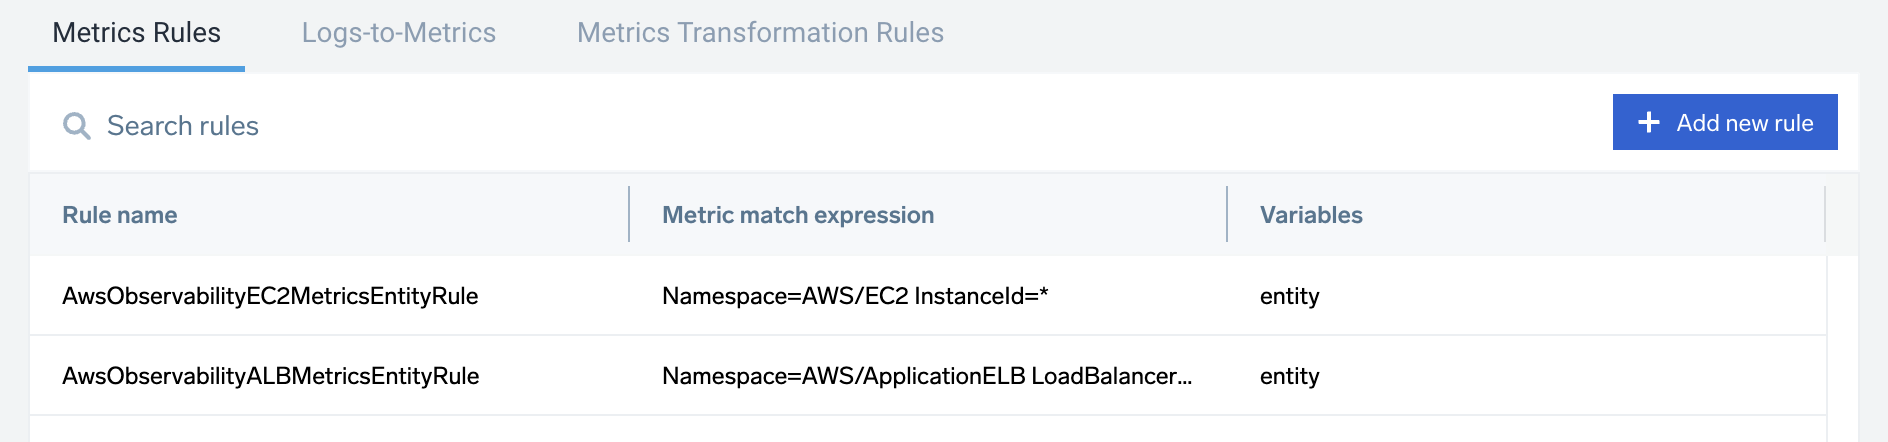 Metrics Rules Logs-to-Metrics Metrics Transformation Rules
Search rules
+ Add new rule
Rule name Metric match expression Variables
AwsObservabilityEC2MetricsEntityRule Namespace=AWS/EC2 InstanceId=* entity
AwsObservabilityALBMetricsEntityRule Namespace=AWS/ApplicationELB LoadBalancer... entity